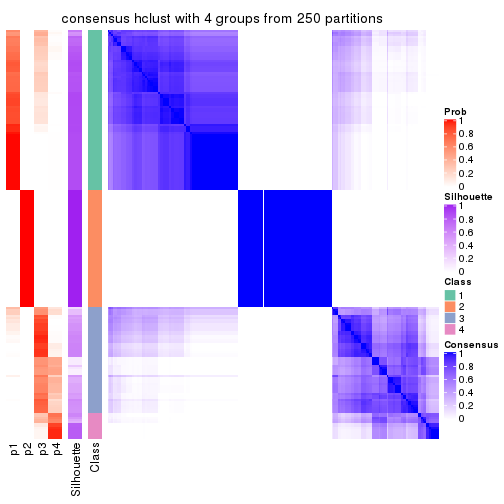 consensus hclust with 4 groups from 250 partitions
Prob
1
0.8
0.6
0.4
0.2
0
Silhouette
1
0.8
0.6
0.4
0.2
0
Class
1
2
3
4
Consensus
1
0.8
0.6
0.4
0.2
0
p1
p2
p3
p4
Silhouette
Class